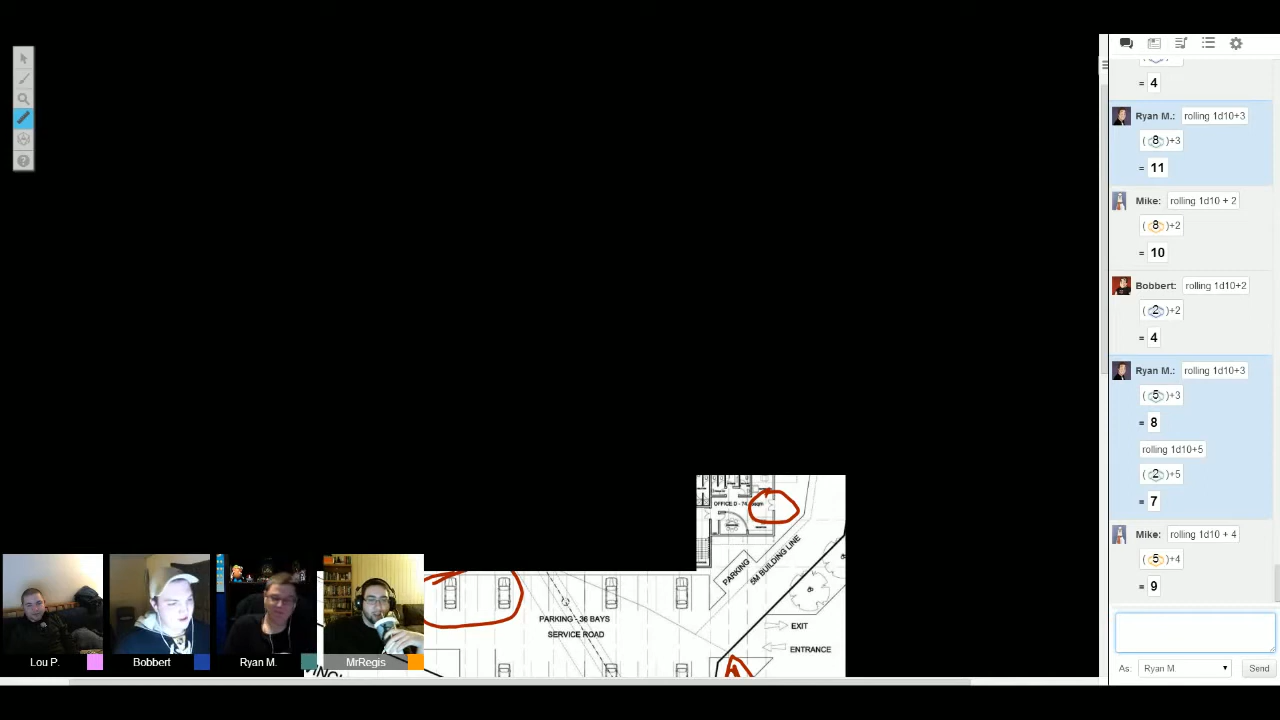 = 4
Ryan M.: rolling 1d10+3
( 8 )+3
= 11
Mike: rolling 1d10 + 2
( 8 )+2
= 10
Bobbert: rolling 1d10+2
( 2 )+2
= 4
Ryan M.: rolling 1d10+3
( 5 )+3
= 8
rolling 1d10+5
( 2 )+5
= 7
Mike: rolling 1d10 + 4
( 5 )+4
= 9
As: Ryan M. Send
OFFICE D - 74
PARKING
5M BUILDING LINE
PARKING - 36 BAYS
SERVICE ROAD
EXIT
ENTRANCE
Lou P.
Bobbert
Ryan M.
MrRegis